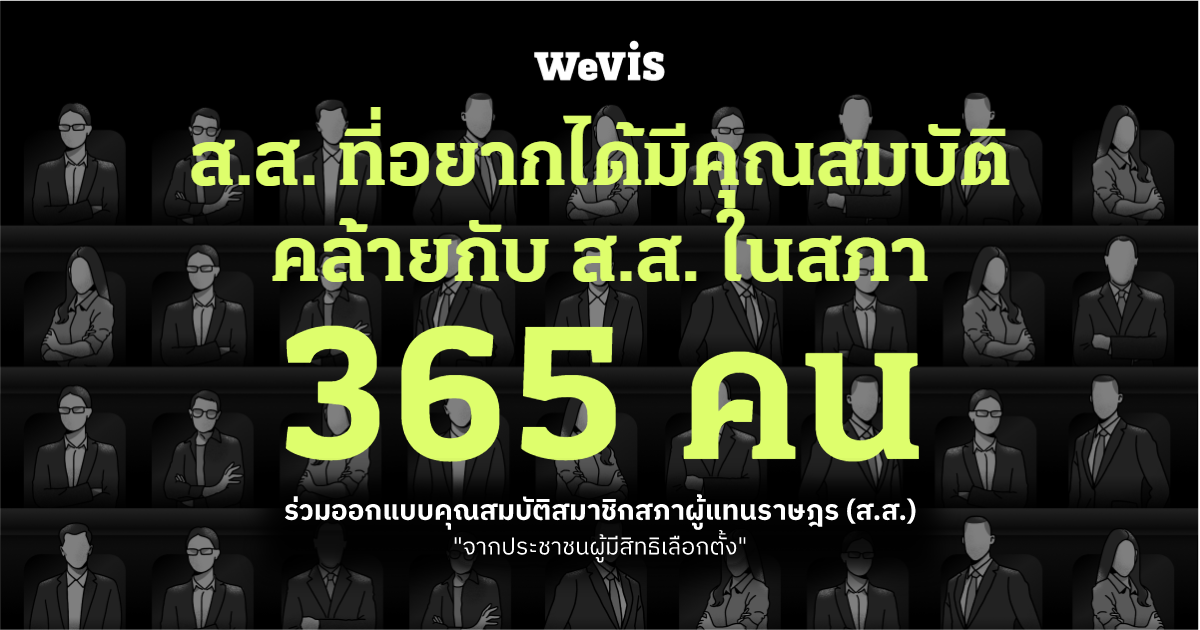 WeVIS
ส.ส. ที่อยากได้มีคุณสมบัติ
คล้ายกับ ส.ส. ในสภา
365 คน
ร่วมออกแบบคุณสมบัติสมาชิกสภาผู้แทนราษฎร (ส.ส.)
"จากประชาชนผู้มีสิทธิเลือกตั้ง"